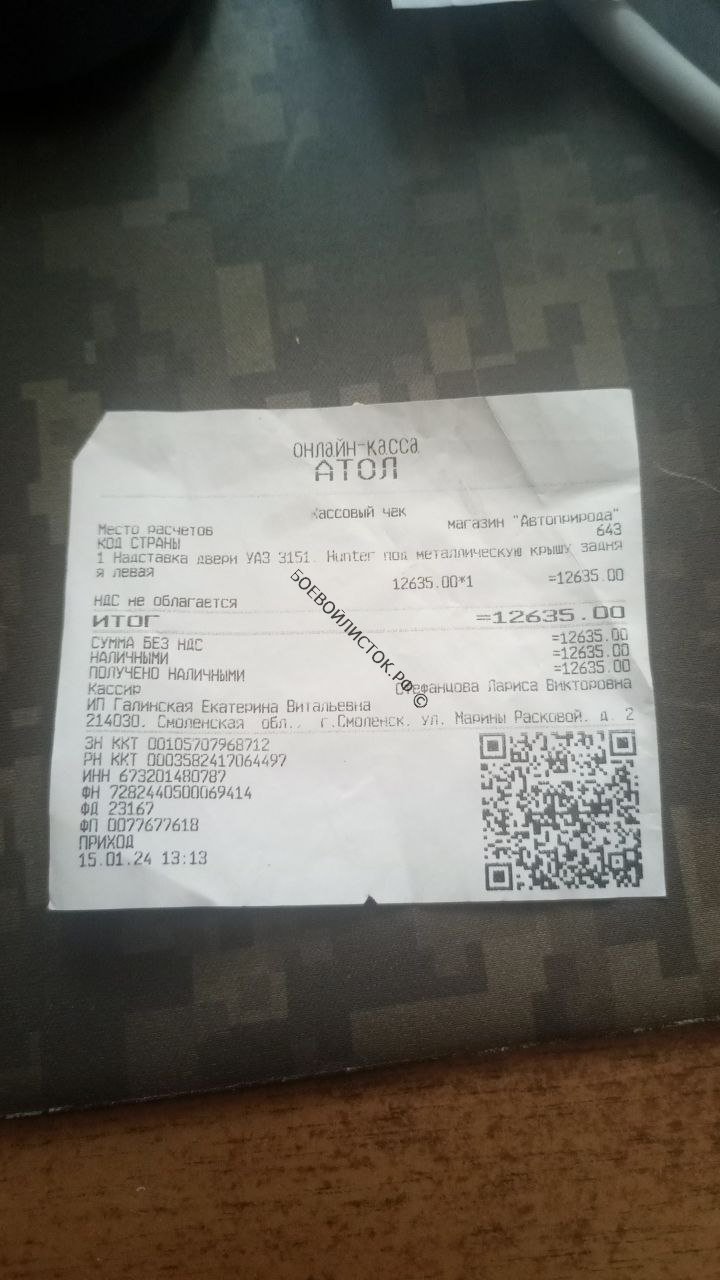 ОНЛАЙН-КАССА
АТОЛ
Кассовый чек
Место расчетов магазин "Автоприрода"
КОД СТРАНЫ 643
1 Надставка двери УАЗ 3151. Hunter под металлическую крышу задня
я левая
12635.00*1 =12635.00
НДС не облагается
ИТОГ =12635.00
СУММА БЕЗ НДС =12635.00
НАЛИЧНЫМИ =12635.00
ПОЛУЧЕНО НАЛИЧНЫМИ =12635.00
Кассир Стефанцова Лариса Викторовна
ИП Галинская Екатерина Витальевна
214030, Смоленская обл., г.Смоленск, ул. Марины Расковой, д. 2
ЗН ККТ 00105707968712
РН ККТ 0003582417064497
ИНН 673201480787
ФН 7282440500069414
ФД 23167
ФП 0077677618
ПРИХОД
15.01.24 13:13
БОЕВОЙЛИСТОК.РФ©